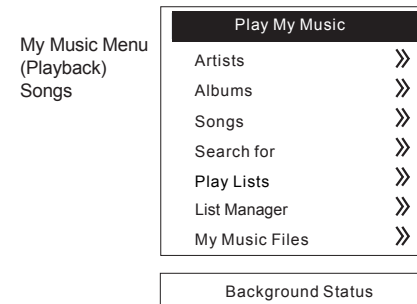 My Music Menu
(Playback)
Songs
Play My Music
Artists
Albums
Songs
Search for
Play Lists
List Manager
My Music Files
Background Status